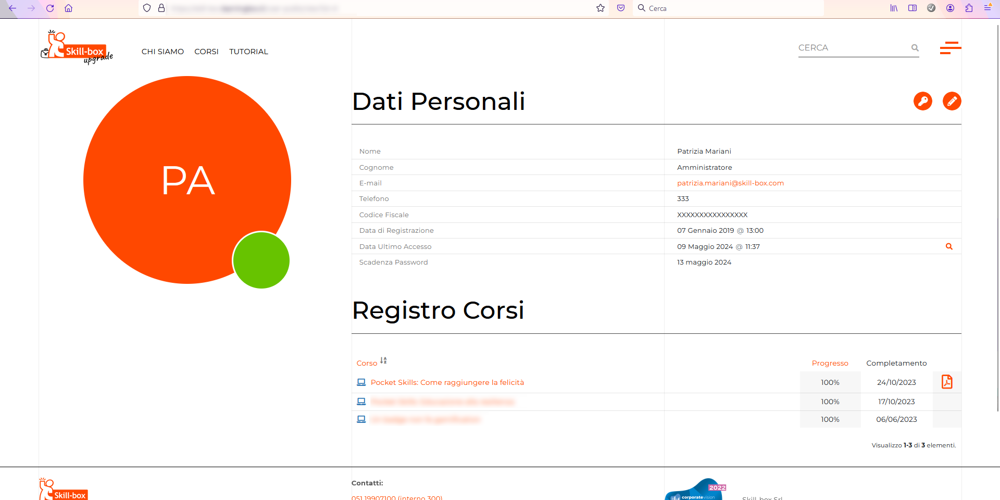 Cerca
Skill-box
upgrade
CHI SIAMO CORSI TUTORIAL
CERCA
PA
Dati Personali
Nome Patrizia Mariani
Cognome Amministratore
E-mail patrizia.mariani@skill-box.com
Telefono 333
Codice Fiscale XXXXXXXXXXXXXXXX
Data di Registrazione 07 Gennaio 2019 @ 13:00
Data Ultimo Accesso 09 Maggio 2024 @ 11:37
Scadenza Password 13 maggio 2024
Registro Corsi
Corso Progresso Completamento
Pocket Skills: Come raggiungere la felicità 100% 24/10/2023
100% 17/10/2023
100% 06/06/2023
Visualizzo 1-3 di 3 elementi.
Skill-box
Contatti:
051 19907100 (interno 300)
2022
corporatevision
Skill-box Srl